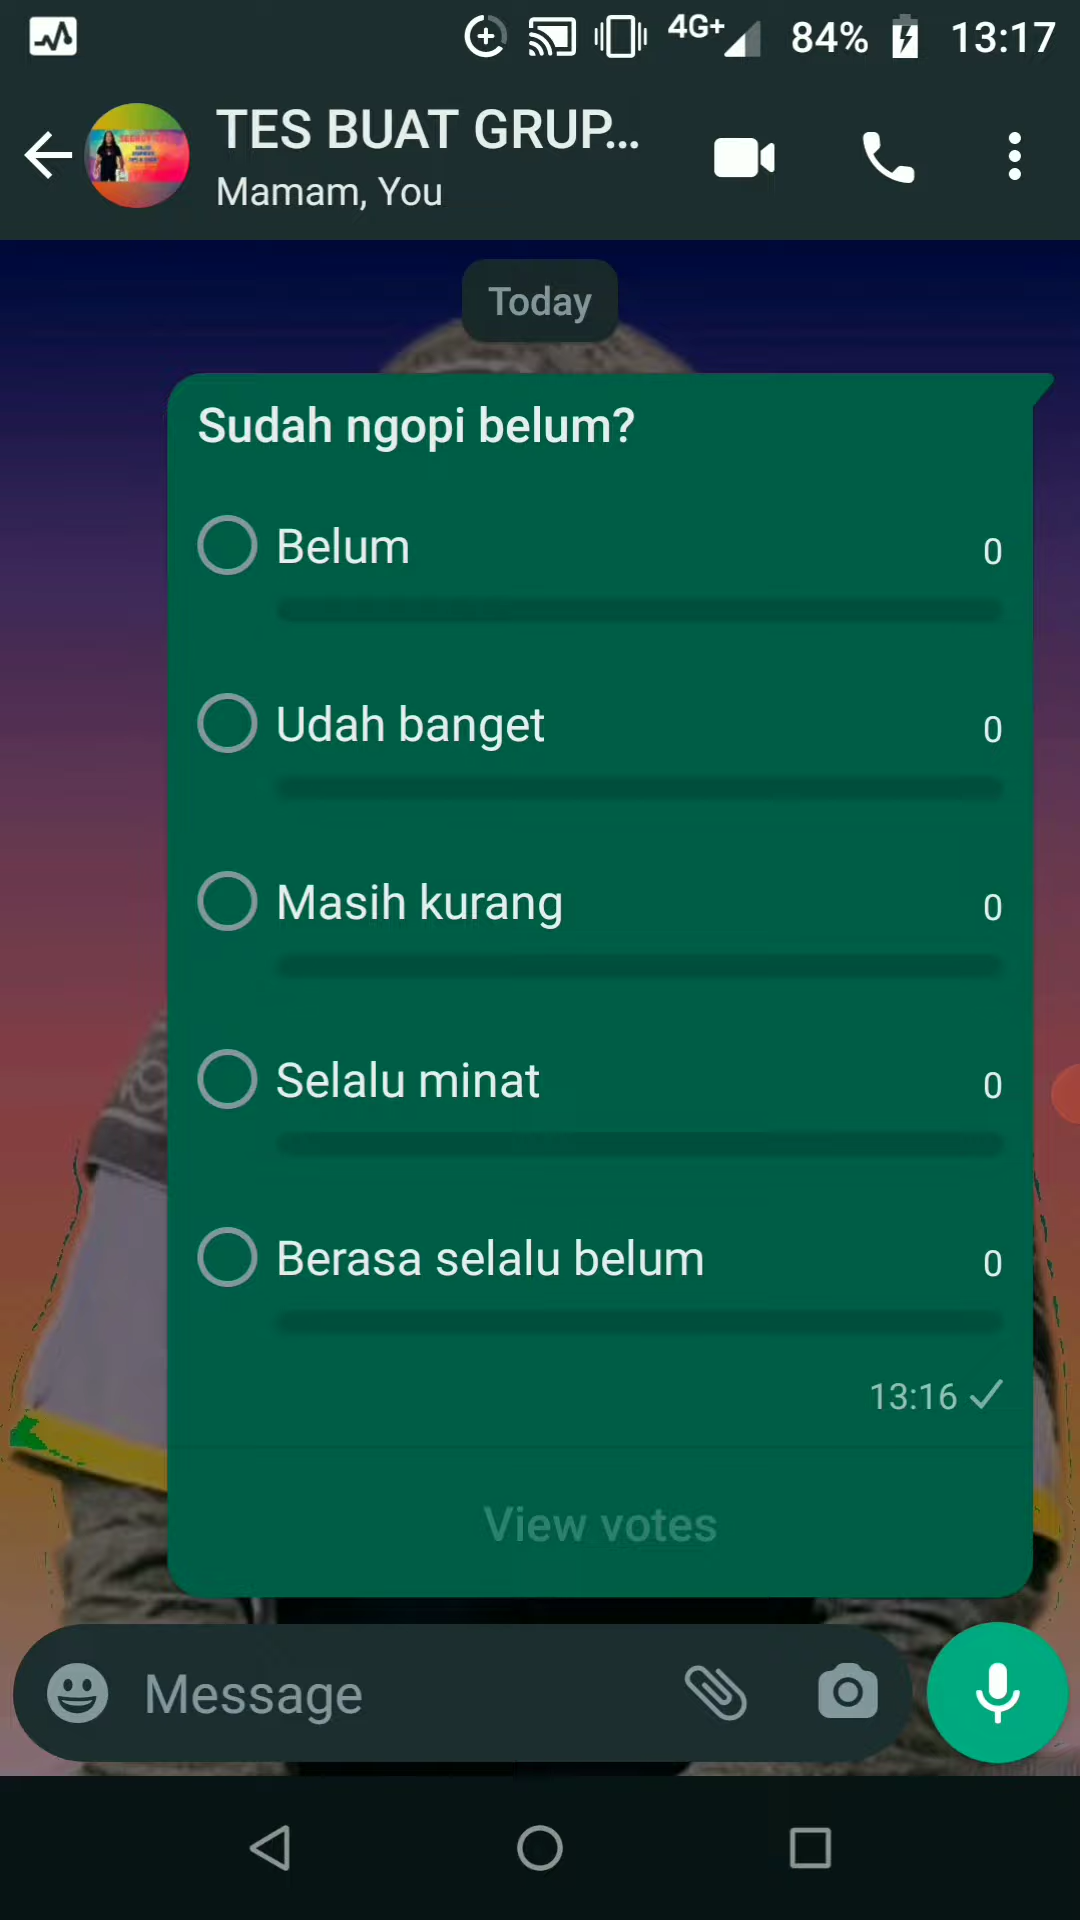 4G+ 84% 13:17
TES BUAT GRUP...
Mamam, You
Today
Sudah ngopi belum?
Belum 0
Udah banget 0
Masih kurang 0
Selalu minat 0
Berasa selalu belum 0
13:16
View votes
Message